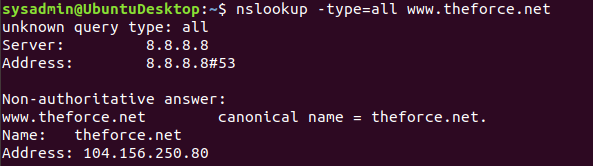 sysadmin@UbuntuDesktop:~$ nslookup -type=all www.theforce.net
unknown query type: all
Server: 8.8.8.8
Address: 8.8.8.8#53
Non-authoritative answer:
www.theforce.net canonical name = theforce.net.
Name: theforce.net
Address: 104.156.250.80